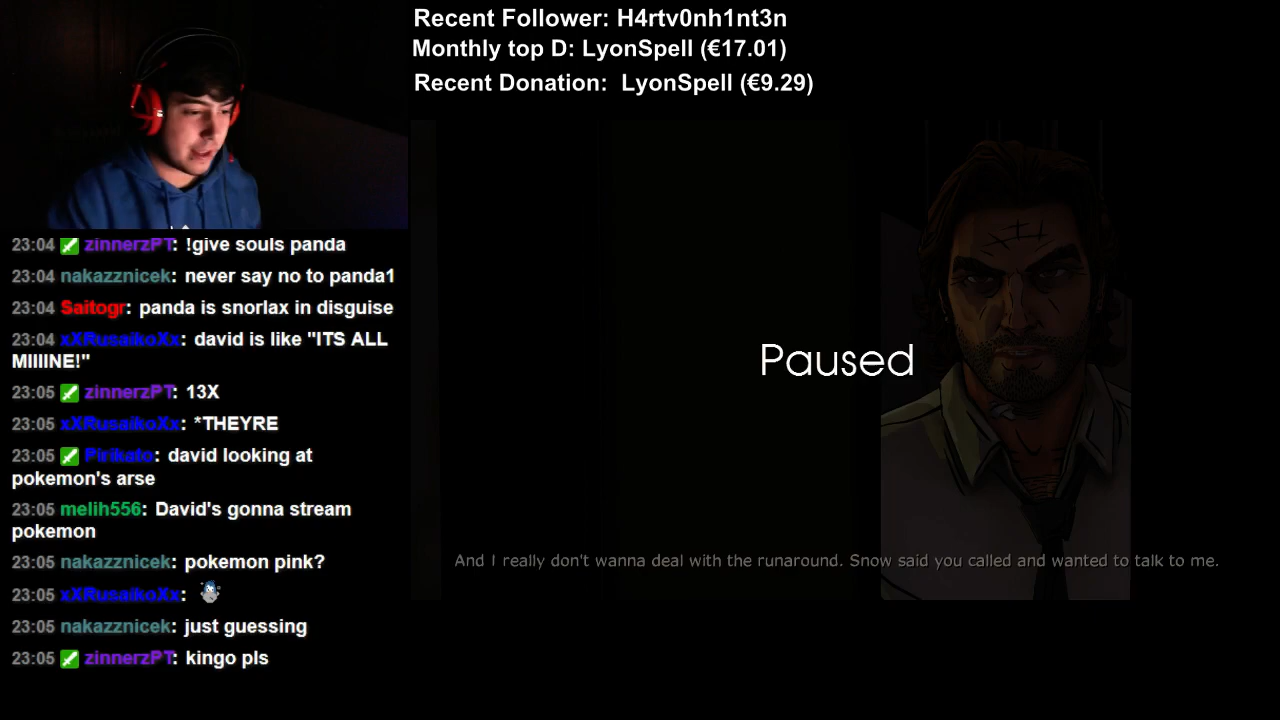 Recent Follower: H4rtv0nh1nt3n
Monthly top D: LyonSpell (€17.01)
Recent Donation: LyonSpell (€9.29)
23:04 zinnerzPT: !give souls panda
23:04 nakazznicek: never say no to panda1
23:04 Saitogr: panda is snorlax in disguise
23:04 xXRusaikoXx: david is like "ITS ALL
MIIIINE!"
23:05 zinnerzPT: 13X
23:05 xXRusaikoXx: *THEYRE
23:05 Pirikato: david looking at
pokemon's arse
23:05 melih556: David's gonna stream
pokemon
23:05 nakazznicek: pokemon pink?
23:05 xXRusaikoXx:
23:05 nakazznicek: just guessing
23:05 zinnerzPT: kingo pls
Paused
And I really don't wanna deal with the runaround. Snow said you called and wanted to talk to me.